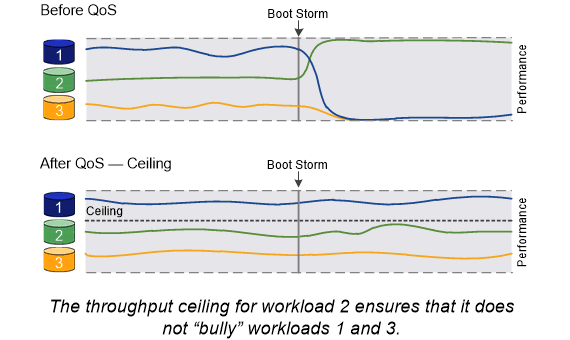 Before QoS
Boot Storm
1
2
3
Performance
After QoS — Ceiling
Boot Storm
1
Ceiling
2
3
Performance
The throughput ceiling for workload 2 ensures that it does
not “bully” workloads 1 and 3.